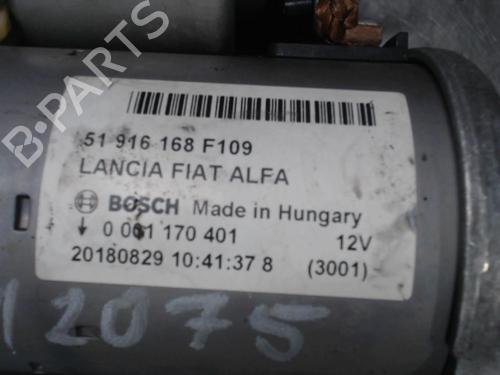 B-PARTS
51 916 168 F109
LANCIA FIAT ALFA
BOSCH Made in Hungary
0 001 170 401 12V
20180829 10:41:37 8 (3001)
12075